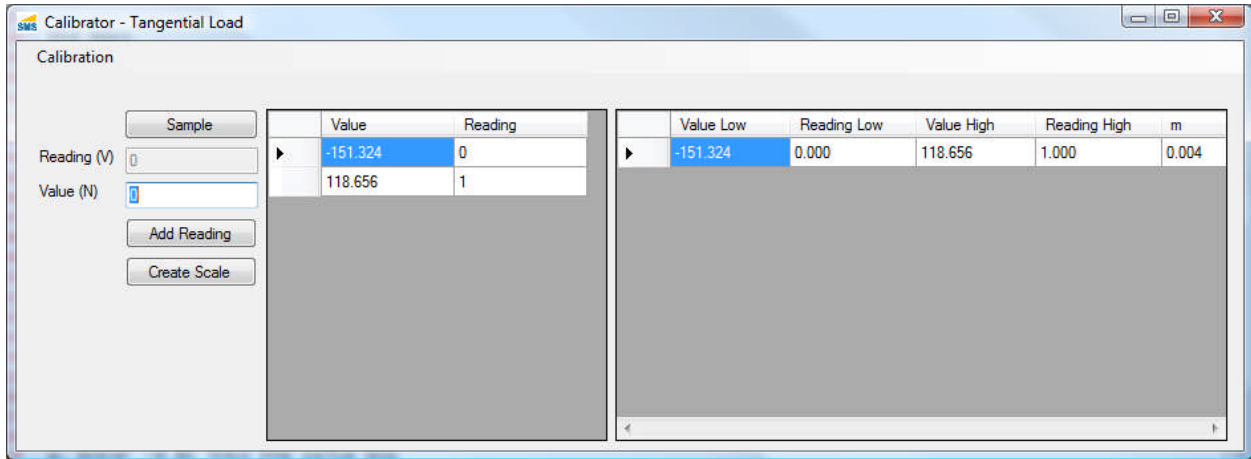 SMS Calibrator - Tangential Load
Calibration
Sample
Reading (V) 0
Value (N) 0
Add Reading
Create Scale
Value Reading
-151.324 0
118.656 1
Value Low Reading Low Value High Reading High m
-151.324 0.000 118.656 1.000 0.004